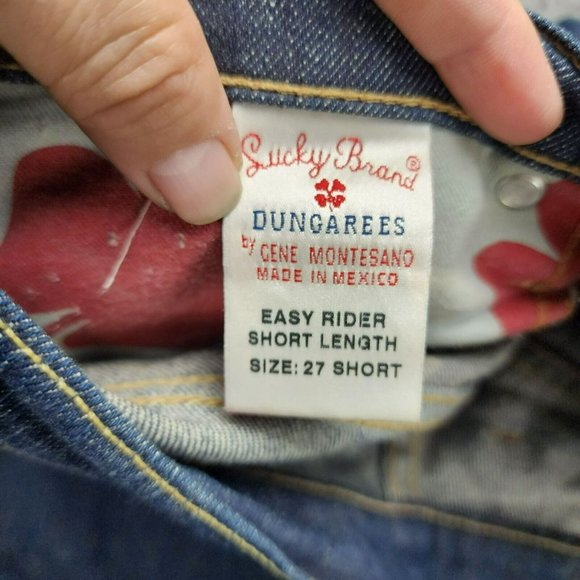 Lucky Brand®
DUNGAREES
by GENE MONTESANO
MADE IN MEXICO
EASY RIDER
SHORT LENGTH
SIZE: 27 SHORT